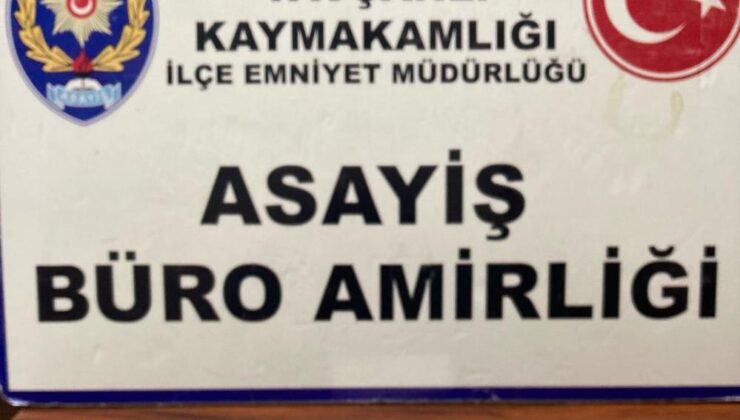 KAYMAKAMLIĞI
İLÇE EMNİYET MÜDÜRLÜĞÜ
ASAYİŞ
BÜRO AMİRLİĞİ